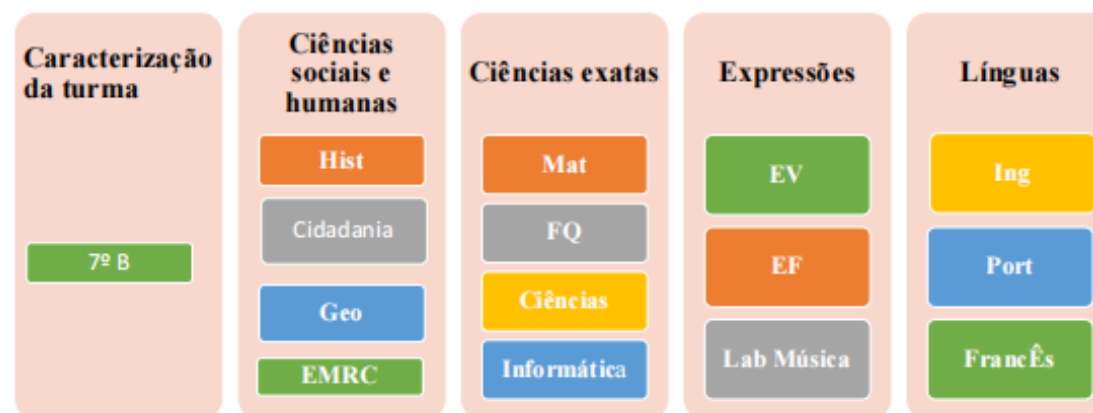 Caracterização
da turma
7º B
Ciências
sociais e
humanas
Hist
Cidadania
Geo
EMRC
Ciências exatas
Mat
FQ
Ciências
Informática
Expressões
EV
EF
Lab Música
Línguas
Ing
Port
FrancÊs